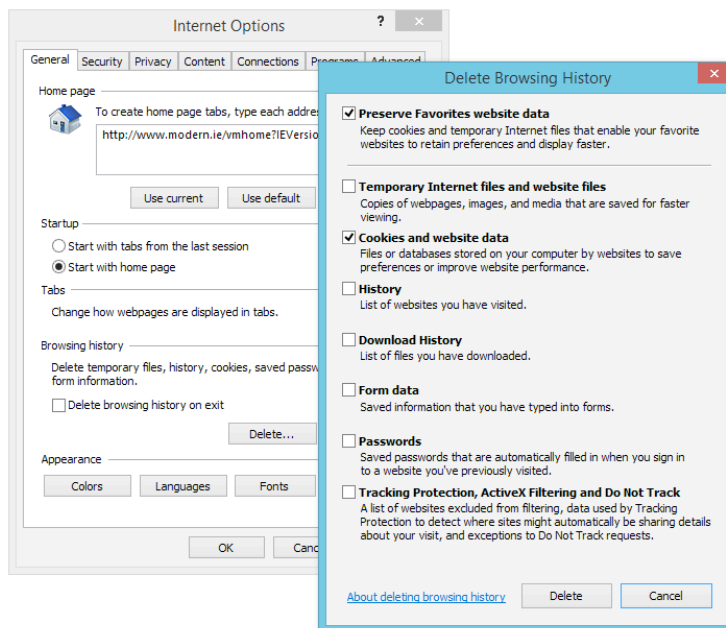 Internet Options
?
General Security Privacy Content Connections Programs Advanced
Home page
To create home page tabs, type each addre
http://www.modern.ie/vmhome?IEVersio
Use current Use default
Startup
Start with tabs from the last session
Start with home page
Tabs
Change how webpages are displayed in tabs.
Browsing history
Delete temporary files, history, cookies, saved passw
form information.
Delete browsing history on exit
Delete...
Appearance
Colors Languages Fonts
OK Canc
Delete Browsing History
Preserve Favorites website data
Keep cookies and temporary Internet files that enable your favorite
websites to retain preferences and display faster.
Temporary Internet files and website files
Copies of webpages, images, and media that are saved for faster
viewing.
Cookies and website data
Files or databases stored on your computer by websites to save
preferences or improve website performance.
History
List of websites you have visited.
Download History
List of files you have downloaded.
Form data
Saved information that you have typed into forms.
Passwords
Saved passwords that are automatically filled in when you sign in
to a website you've previously visited.
Tracking Protection, ActiveX Filtering and Do Not Track
A list of websites excluded from filtering, data used by Tracking
Protection to detect where sites might automatically be sharing details
about your visit, and exceptions to Do Not Track requests.
About deleting browsing history Delete Cancel